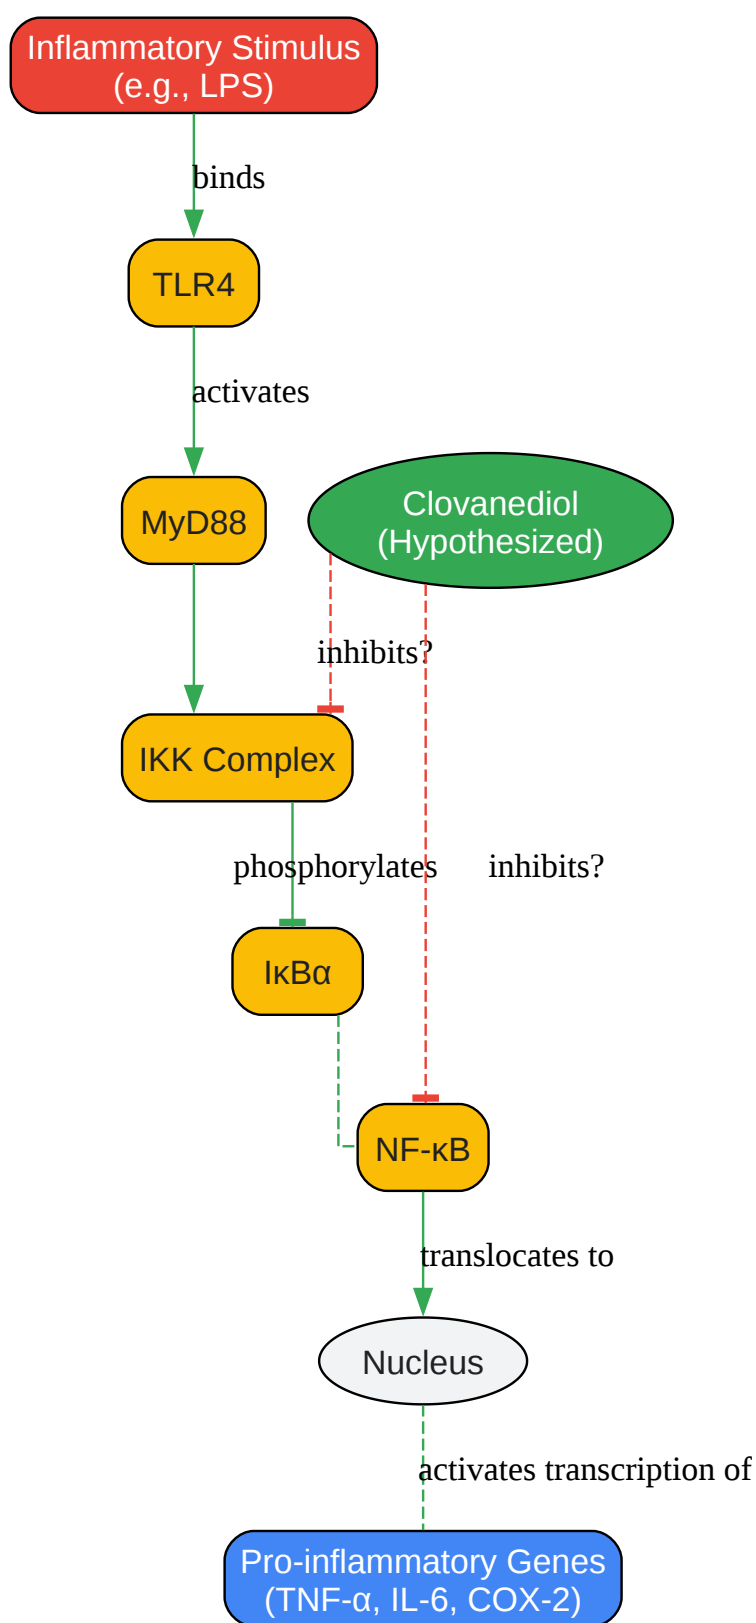 Inflammatory Stimulus
(e.g., LPS)
binds
TLR4
activates
MyD88
Clovanediol
(Hypothesized)
inhibits?
IKK Complex
phosphorylates
inhibits?
IκBα
NF-κB
translocates to
Nucleus
activates transcription of
Pro-inflammatory Genes
(TNF-α, IL-6, COX-2)